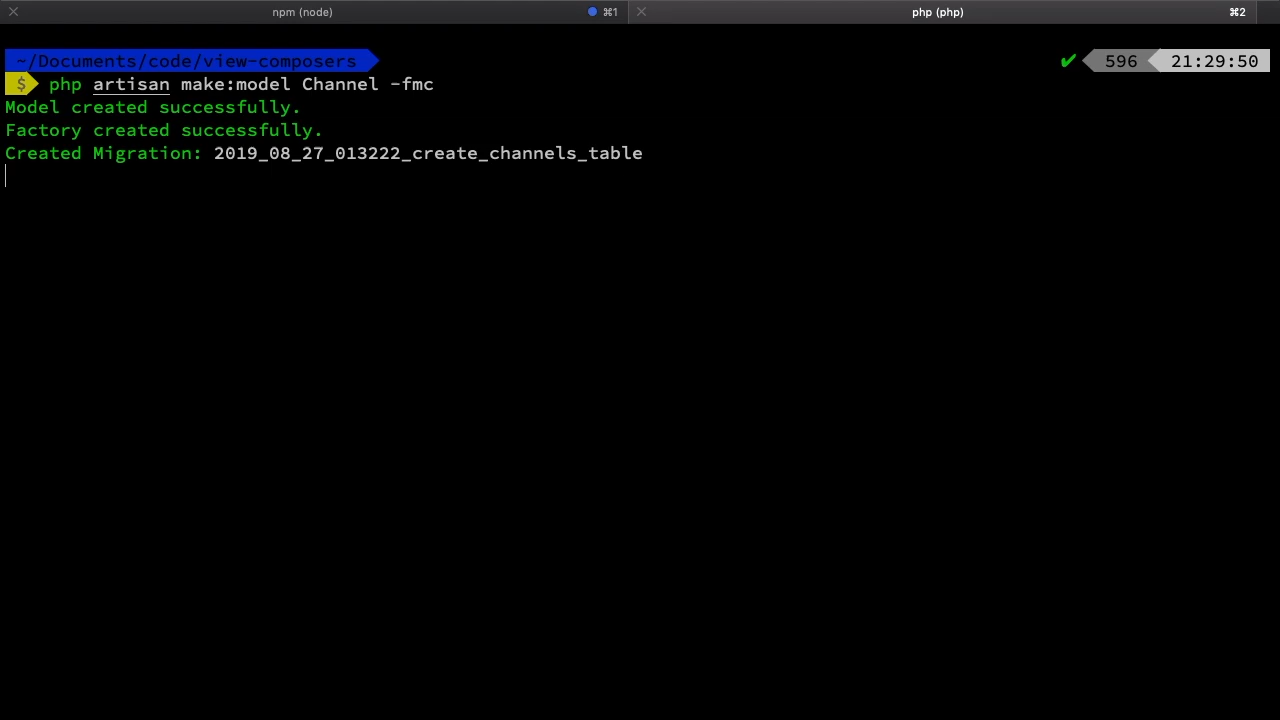 npm (node) ⌘1 php (php) ⌘2
~/Documents/code/view-composers ✔ 596 21:29:50
$ php artisan make:model Channel -fmc
Model created successfully.
Factory created successfully.
Created Migration: 2019_08_27_013222_create_channels_table